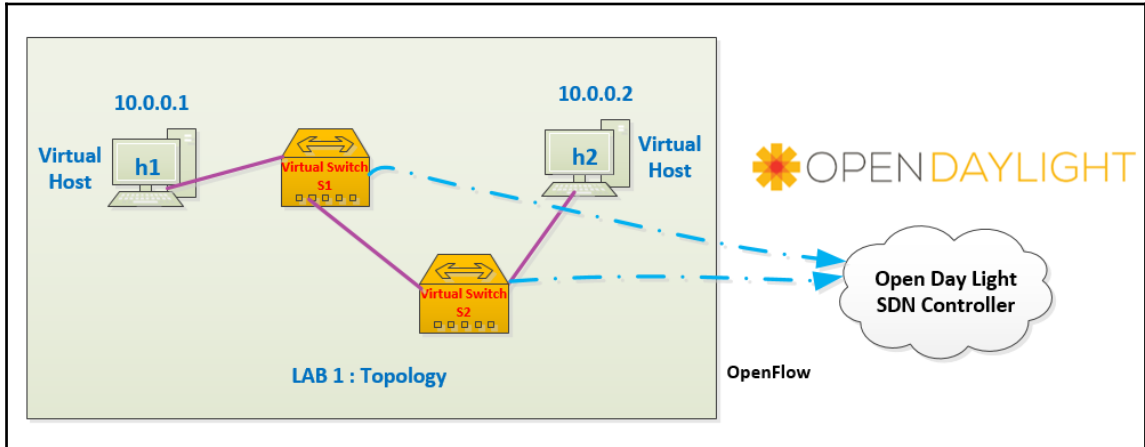 10.0.0.1
10.0.0.2
Virtual
Host
h1
Virtual Switch
S1
h2
Virtual
Host
OPENDAYLIGHT
Virtual Switch
S2
Open Day Light
SDN Controller
LAB 1 : Topology
OpenFlow